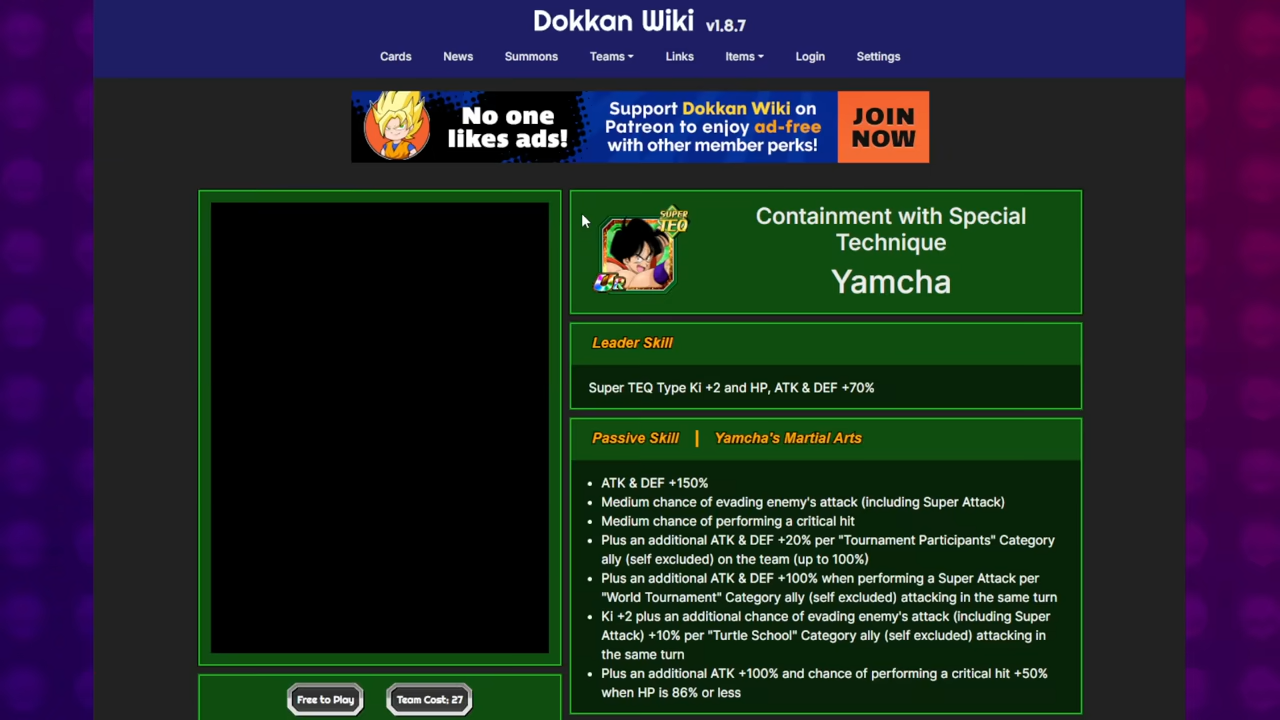 Dokkan Wiki v1.8.7
Cards News Summons Teams Links Items Login Settings
No one
likes ads!
Support Dokkan Wiki on
Patreon to enjoy ad-free
with other member perks!
JOIN
NOW
SUPER
TEQ
UR
Containment with Special
Technique
Yamcha
Leader Skill
Super TEQ Type Ki +2 and HP, ATK & DEF +70%
Passive Skill | Yamcha's Martial Arts
• ATK & DEF +150%
• Medium chance of evading enemy's attack (including Super Attack)
• Medium chance of performing a critical hit
• Plus an additional ATK & DEF +20% per "Tournament Participants" Category
ally (self excluded) on the team (up to 100%)
• Plus an additional ATK & DEF +100% when performing a Super Attack per
"World Tournament" Category ally (self excluded) attacking in the same turn
• Ki +2 plus an additional chance of evading enemy's attack (including Super
Attack) +10% per "Turtle School" Category ally (self excluded) attacking in
the same turn
• Plus an additional ATK +100% and chance of performing a critical hit +50%
when HP is 86% or less
Free to Play
Team Cost: 27